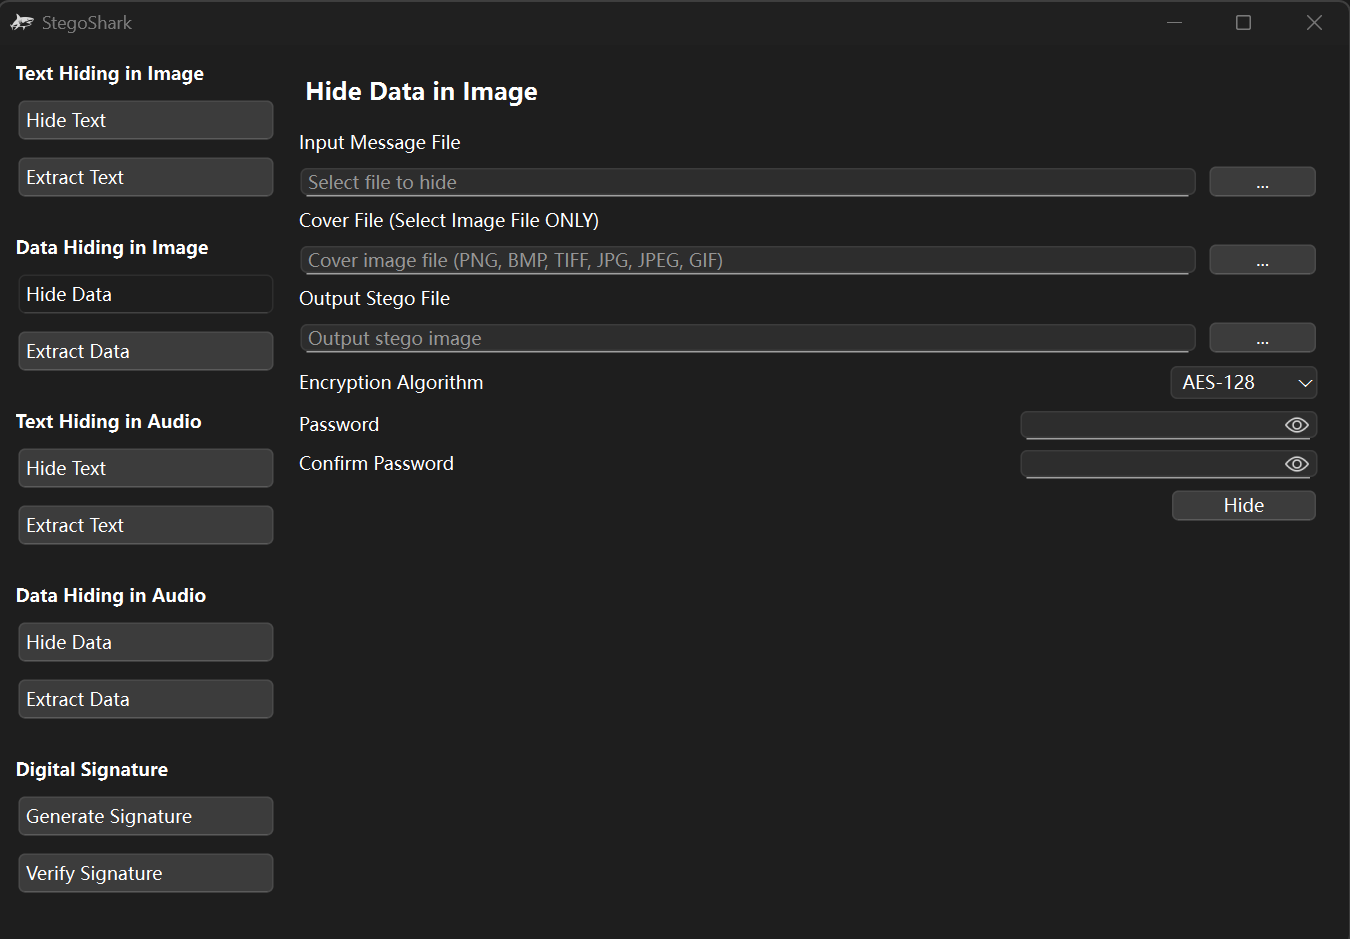 StegoShark
Text Hiding in Image
Hide Text
Extract Text
Data Hiding in Image
Hide Data
Extract Data
Text Hiding in Audio
Hide Text
Extract Text
Data Hiding in Audio
Hide Data
Extract Data
Digital Signature
Generate Signature
Verify Signature
Hide Data in Image
Input Message File
Select file to hide
...
Cover File (Select Image File ONLY)
Cover image file (PNG, BMP, TIFF, JPG, JPEG, GIF)
...
Output Stego File
Output stego image
...
Encryption Algorithm
AES-128
Password
Confirm Password
Hide